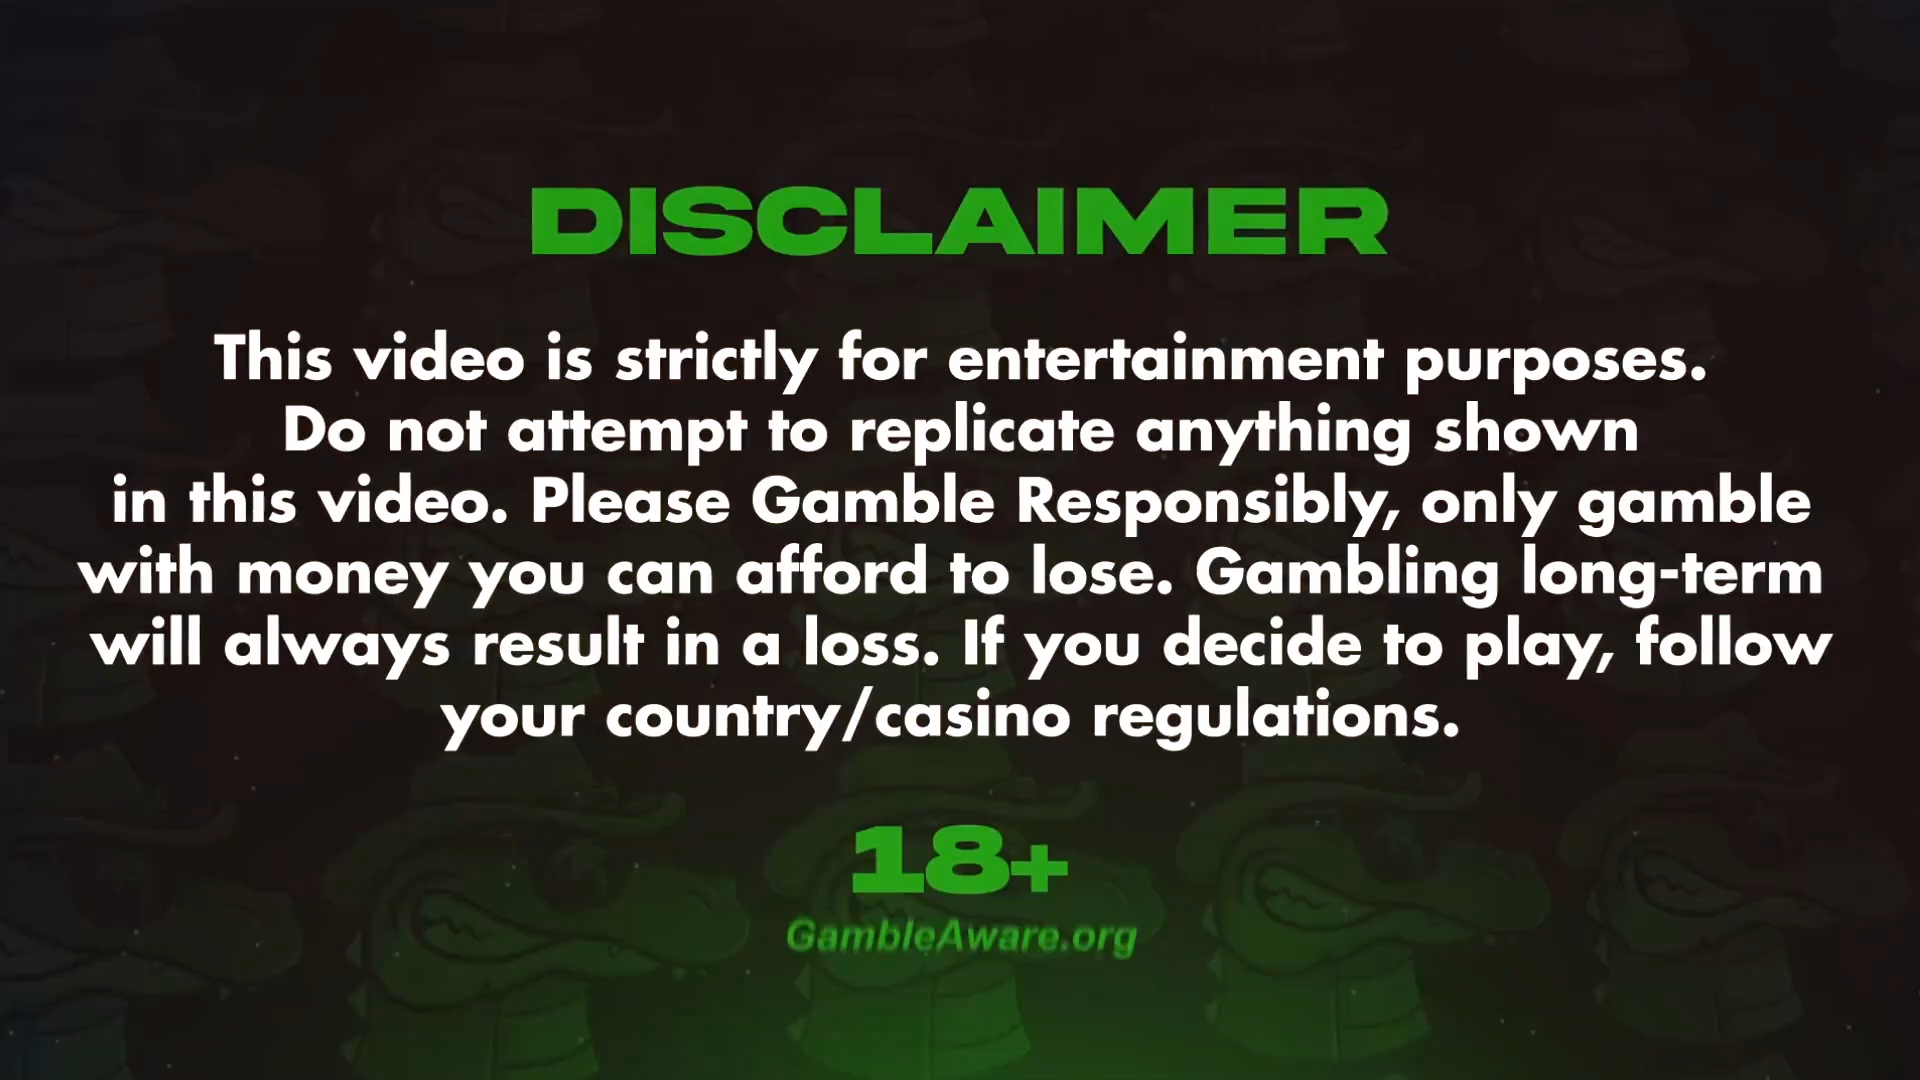 DISCLAIMER
This video is strictly for entertainment purposes.
Do not attempt to replicate anything shown
in this video. Please Gamble Responsibly, only gamble
with money you can afford to lose. Gambling long-term
will always result in a loss. If you decide to play, follow
your country/casino regulations.
18+
GambleAware.org